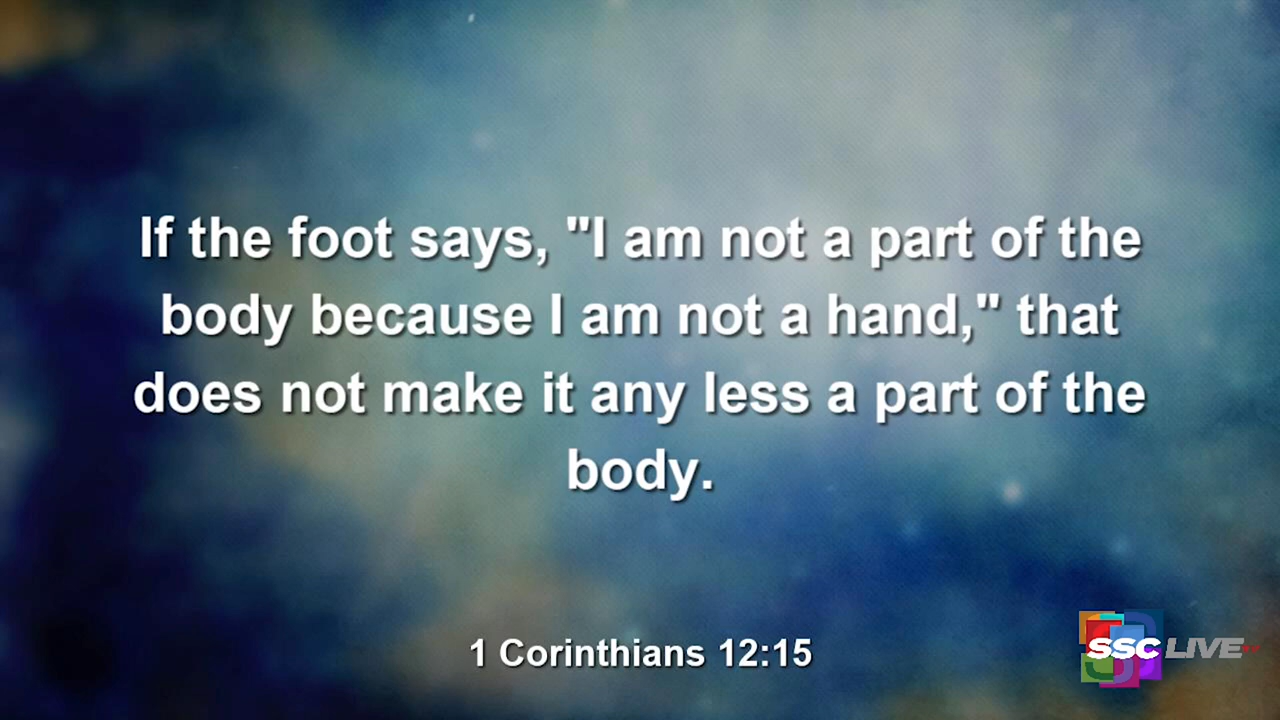 If the foot says, "I am not a part of the
body because I am not a hand," that
does not make it any less a part of the
body.
1 Corinthians 12:15
SSC LIVE